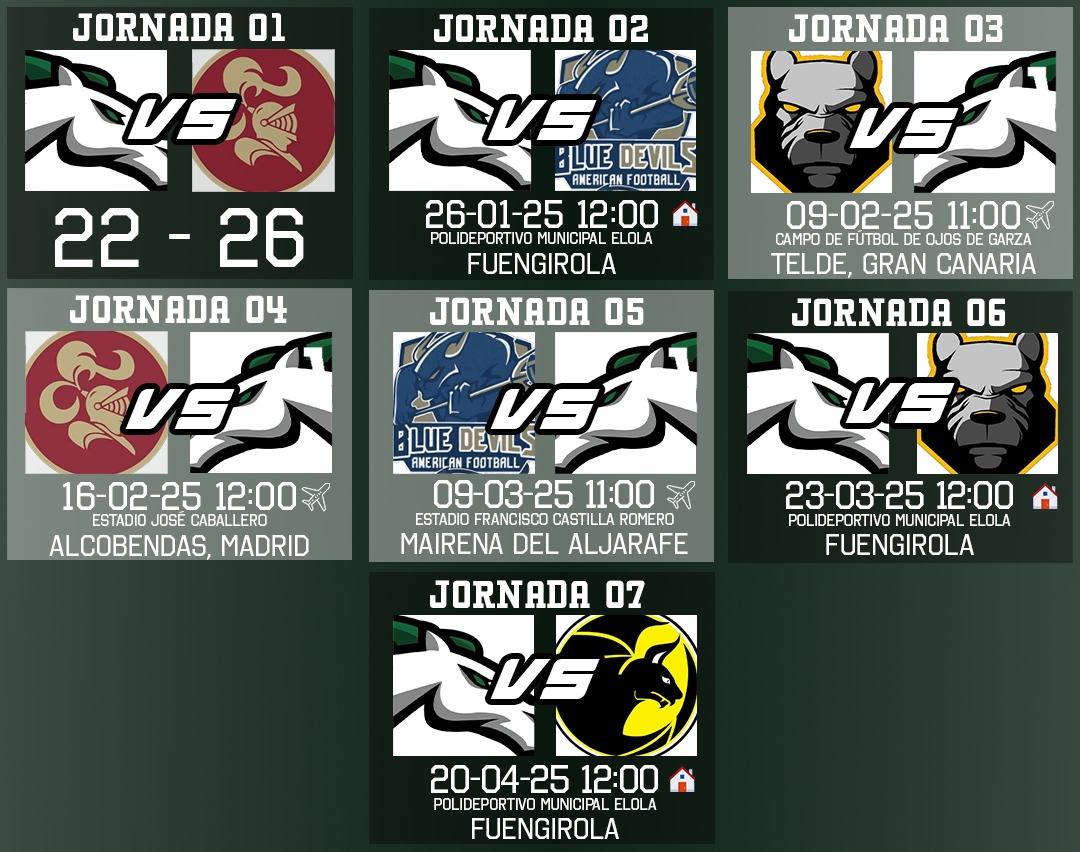 JORNADA 01
VS
22 - 26
JORNADA 02
VS
BLUE DEVILS
AMERICAN FOOTBALL
26-01-25 12:00
POLIDEPORTIVO MUNICIPAL ELOLA
FUENGIROLA
JORNADA 03
VS
09-02-25 11:00
CAMPO DE FÚTBOL DE OJOS DE GARZA
TELDE, GRAN CANARIA
JORNADA 04
VS
16-02-25 12:00
ESTADIO JOSÉ CABALLERO
ALCOBENDAS, MADRID
JORNADA 05
VS
BLUE DEVILS
AMERICAN FOOTBALL
09-03-25 11:00
ESTADIO FRANCISCO CASTILLA ROMERO
MAIRENA DEL ALJARAFE
JORNADA 06
VS
23-03-25 12:00
POLIDEPORTIVO MUNICIPAL ELOLA
FUENGIROLA
JORNADA 07
VS
20-04-25 12:00
POLIDEPORTIVO MUNICIPAL ELOLA
FUENGIROLA